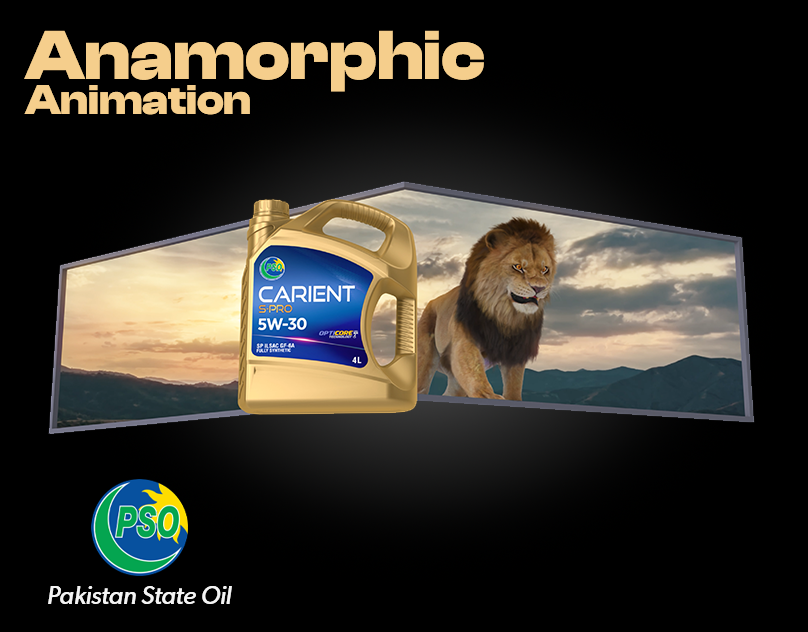 Anamorphic
Animation
PSO
CARIENT
S-PRO
5W-30
OPTICORE
TECHNOLOGY
SP ILSAC GF-6A
FULLY SYNTHETIC
4L
PSO
Pakistan State Oil